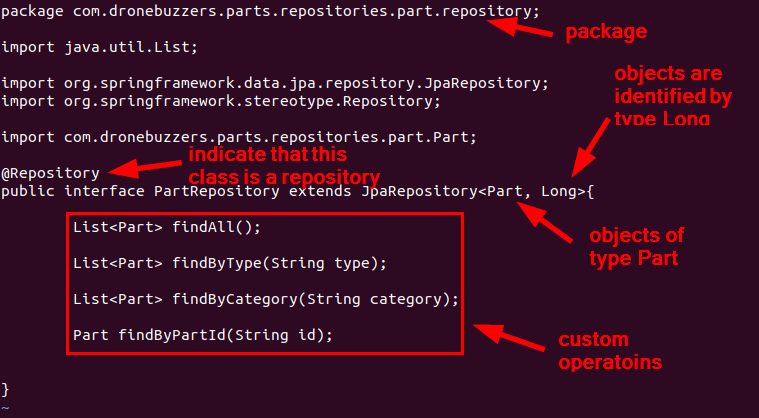 package com.dronebuzzers.parts.repositories.part.repository;
package
import java.util.List;
import org.springframework.data.jpa.repository.JpaRepository;
import org.springframework.stereotype.Repository;
objects are
identified by
type Long
import com.dronebuzzers.parts.repositories.part.Part;
indicate that this
class is a repository
@Repository
public interface PartRepository extends JpaRepository<Part, Long>{
objects of
type Part
List<Part> findAll();
List<Part> findByType(String type);
List<Part> findByCategory(String category);
Part findByPartId(String id);
custom
operatoins
}
~